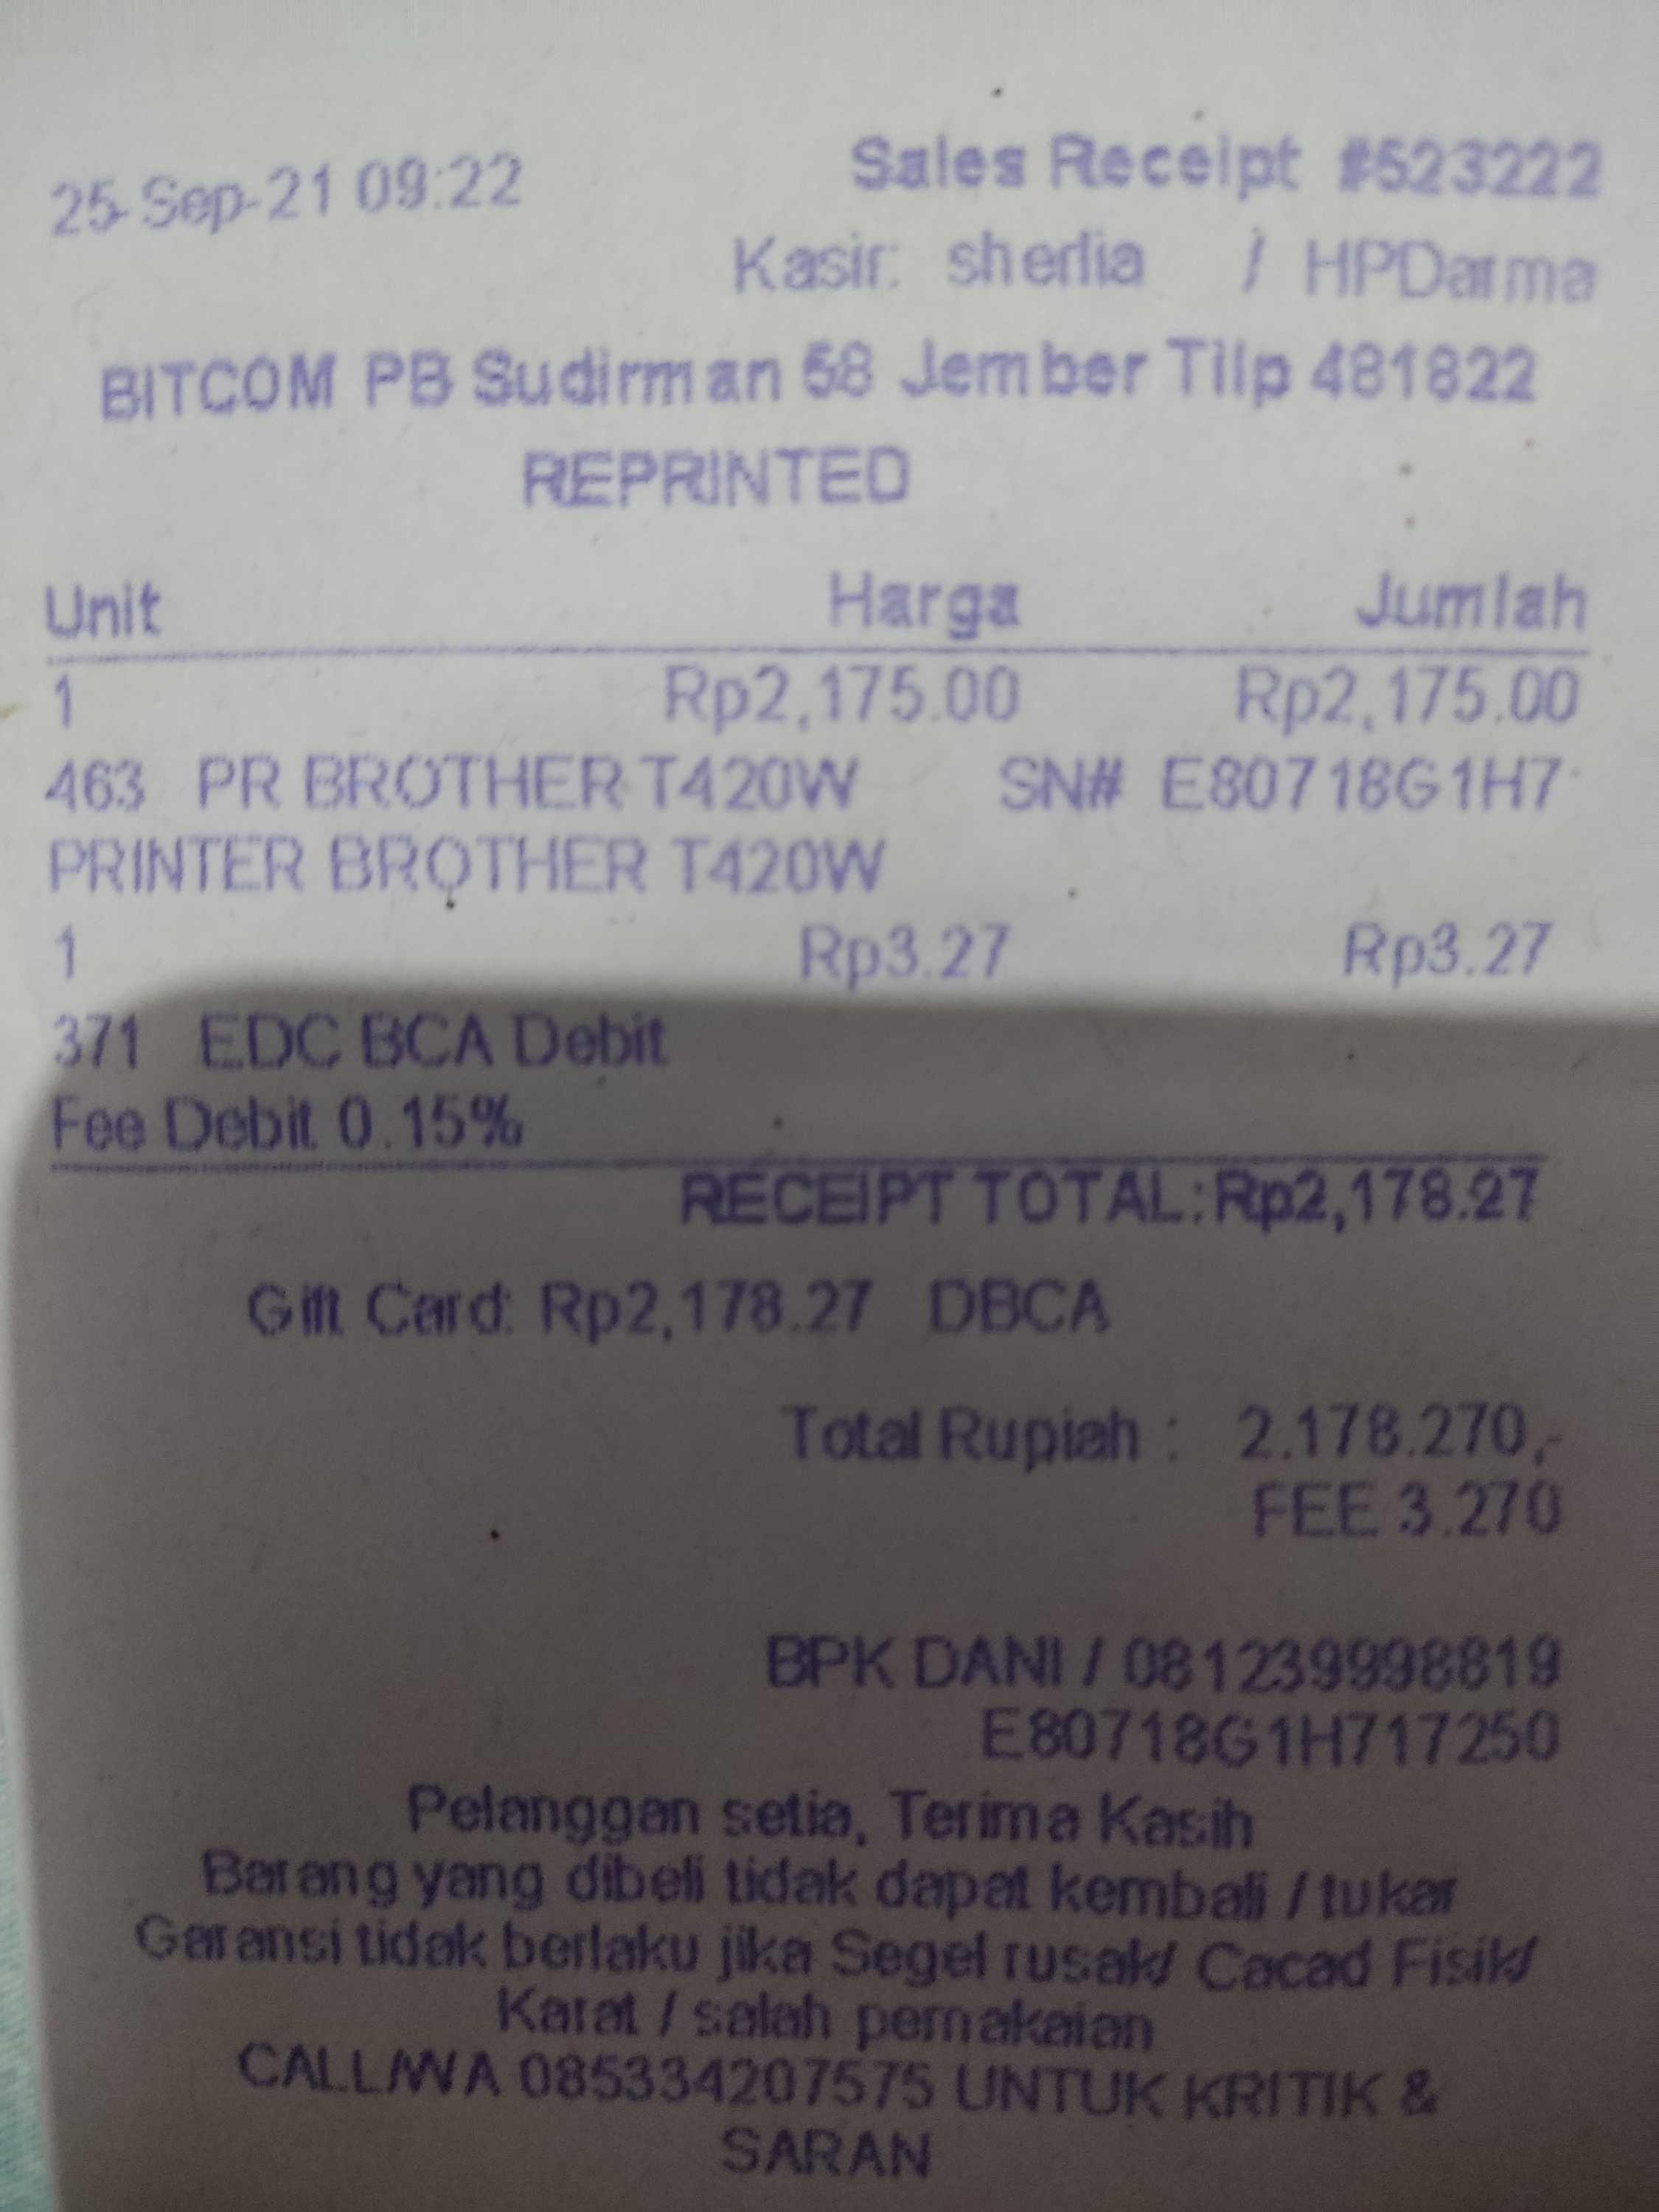 25-Sep-21 09:22 Sales Receipt #523222
Kasir: sherlia / HPDarma
BITCOM PB Sudirman 58 Jember Tilp 481822
REPRINTED
Unit Harga Jumlah
1 Rp2,175.00 Rp2,175.00
463 PR BROTHER T420W SN# E80718G1H7
PRINTER BROTHER T420W
1 Rp3.27 Rp3.27
371 EDC BCA Debit
Fee Debit 0.15%
RECEIPT TOTAL: Rp2,178.27
Gift Card: Rp2,178.27 DBCA
Total Rupiah : 2.178.270,-
FEE 3.270
BPK DANI / 081239998819
E80718G1H717250
Pelanggan setia, Terima Kasih
Barang yang dibeli tidak dapat kembali / tukar
Garansi tidak berlaku jika Segel rusak/ Cacad Fisik/
Karat / salah pemakaian
CALL/WA 085334207575 UNTUK KRITIK &
SARAN